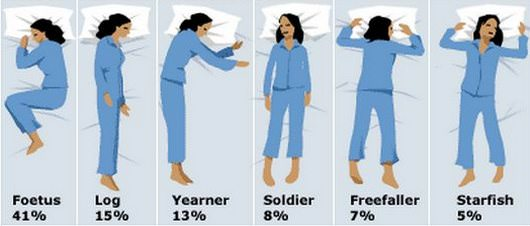 Foetus
41%
Log
15%
Yearner
13%
Soldier
8%
Freefaller
7%
Starfish
5%